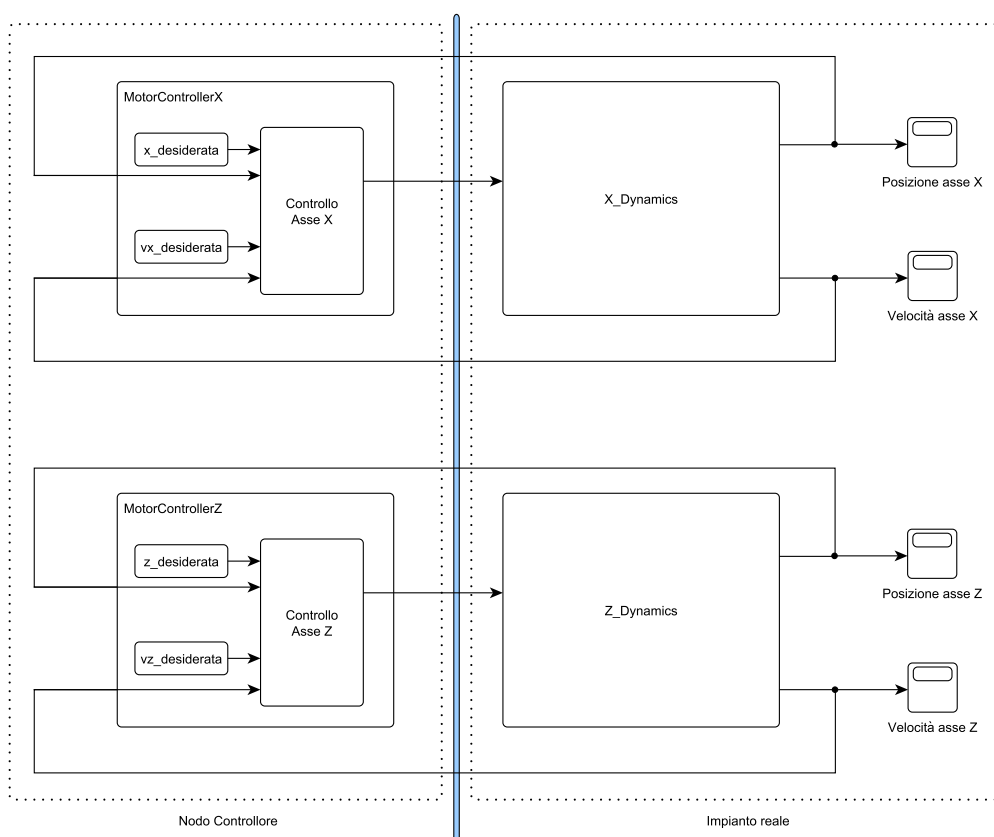 MotorControllerX
x_desiderata
Controllo
Asse X
vx_desiderata
X_Dynamics
Posizione asse X
Velocità asse X
MotorControllerZ
z_desiderata
Controllo
Asse Z
vz_desiderata
Z_Dynamics
Posizione asse Z
Velocità asse Z
Nodo Controllore
Impianto reale